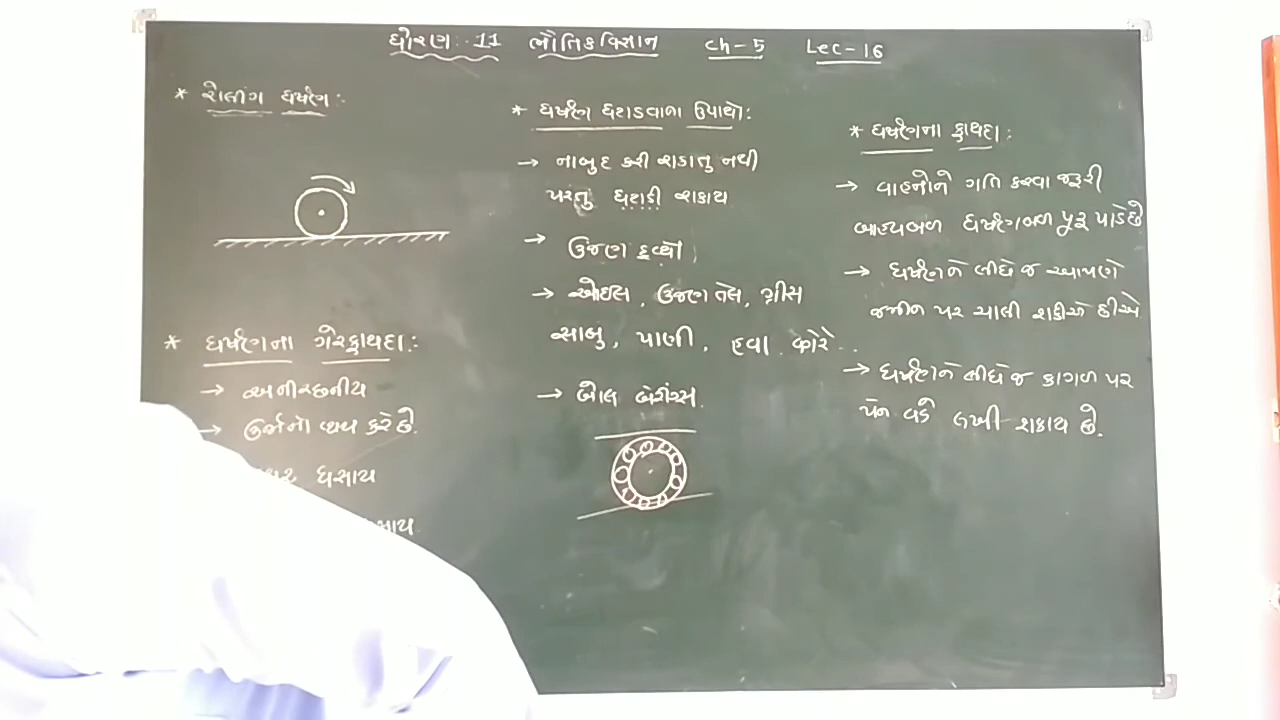 ધોરણ : 11 ભૌતિકવિજ્ઞાન Ch-5 Lec-16
* રોલીંગ ઘર્ષણ :
* ઘર્ષણના ગેરફાયદા :
→ અનીચ્છનીય
→ ઉર્જાનો વ્યય કરે છે.
ઘસાય
* ઘર્ષણ ઘટાડવાના ઉપાયો :
→ નાબુદ કરી શકાતુ નથી
પરંતુ ઘટાડી શકાય
→ ઉંજણ દ્રવ્યો
→ ઓઇલ, ઉંજણ તેલ, ગ્રીસ
સાબુ, પાણી, હવા વગેરે..
→ બોલ બેરીંગ્સ.
* ઘર્ષણના ફાયદા :
→ વાહનોને ગતિ કરવા જરૂરી
બાહ્યબળ ઘર્ષણબળ પૂરૂ પાડે છે
→ ઘર્ષણને લીધે જ આપણે
જમીન પર ચાલી શકીએ છીએ.
→ ઘર્ષણને લીધે જ કાગળ પર
પેન વડે લખી શકાય છે.